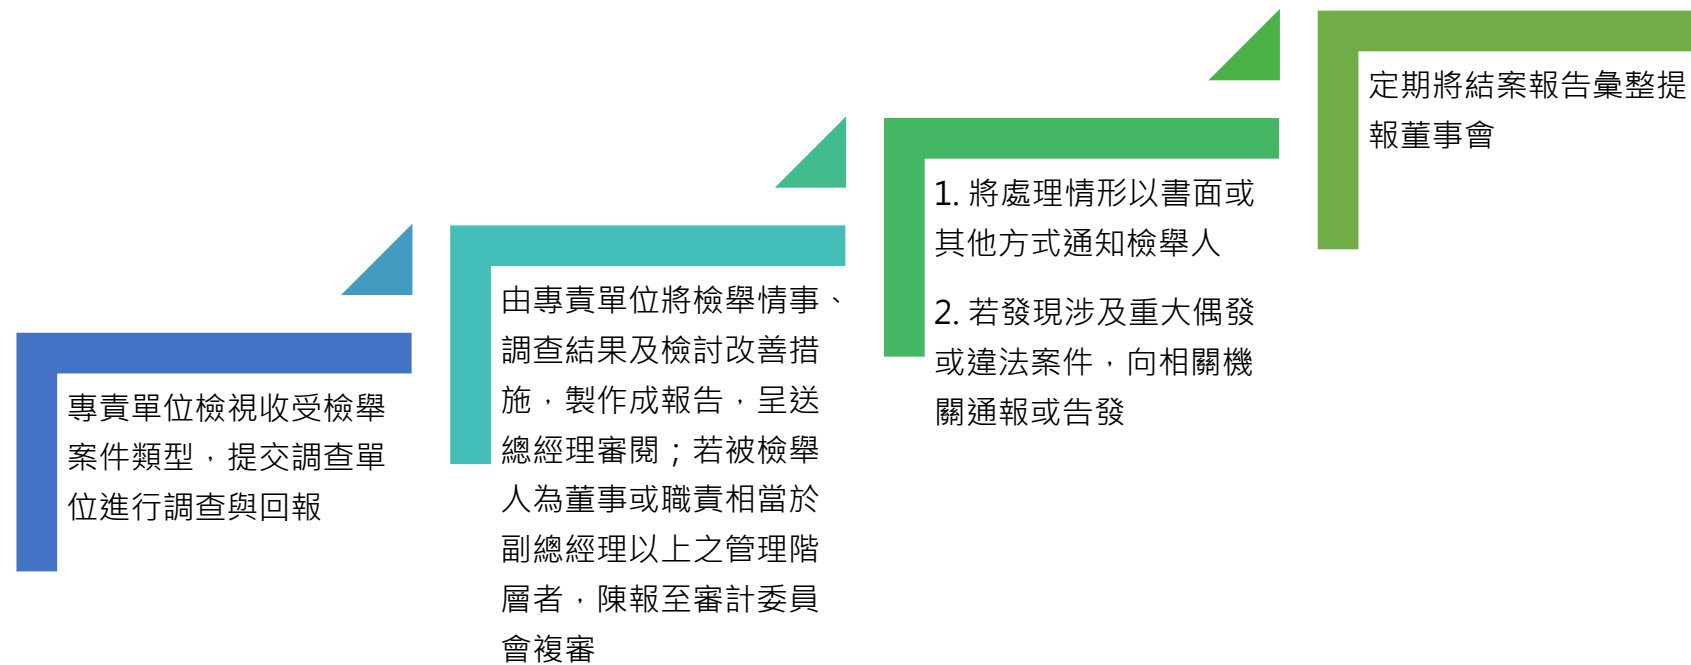 專責單位檢視收受檢舉
案件類型，提交調查單
位進行調查與回報
由專責單位將檢舉情事、
調查結果及檢討改善措
施，製作成報告，呈送
總經理審閱；若被檢舉
人為董事或職責相當於
副總經理以上之管理階
層者，陳報至審計委員
會複審
1. 將處理情形以書面或
其他方式通知檢舉人
2. 若發現涉及重大偶發
或違法案件，向相關機
關通報或告發
定期將結案報告彙整提
報董事會